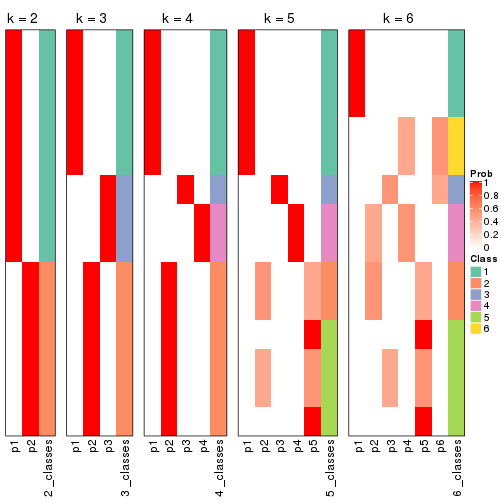 k = 2
k = 3
k = 4
k = 5
k = 6
Prob
1
0.8
0.6
0.4
0.2
0
Class
1
2
3
4
5
6
p1
p2
2_classes
p1
p2
p3
3_classes
p1
p2
p3
p4
4_classes
p1
p2
p3
p4
p5
5_classes
p1
p2
p3
p4
p5
p6
6_classes